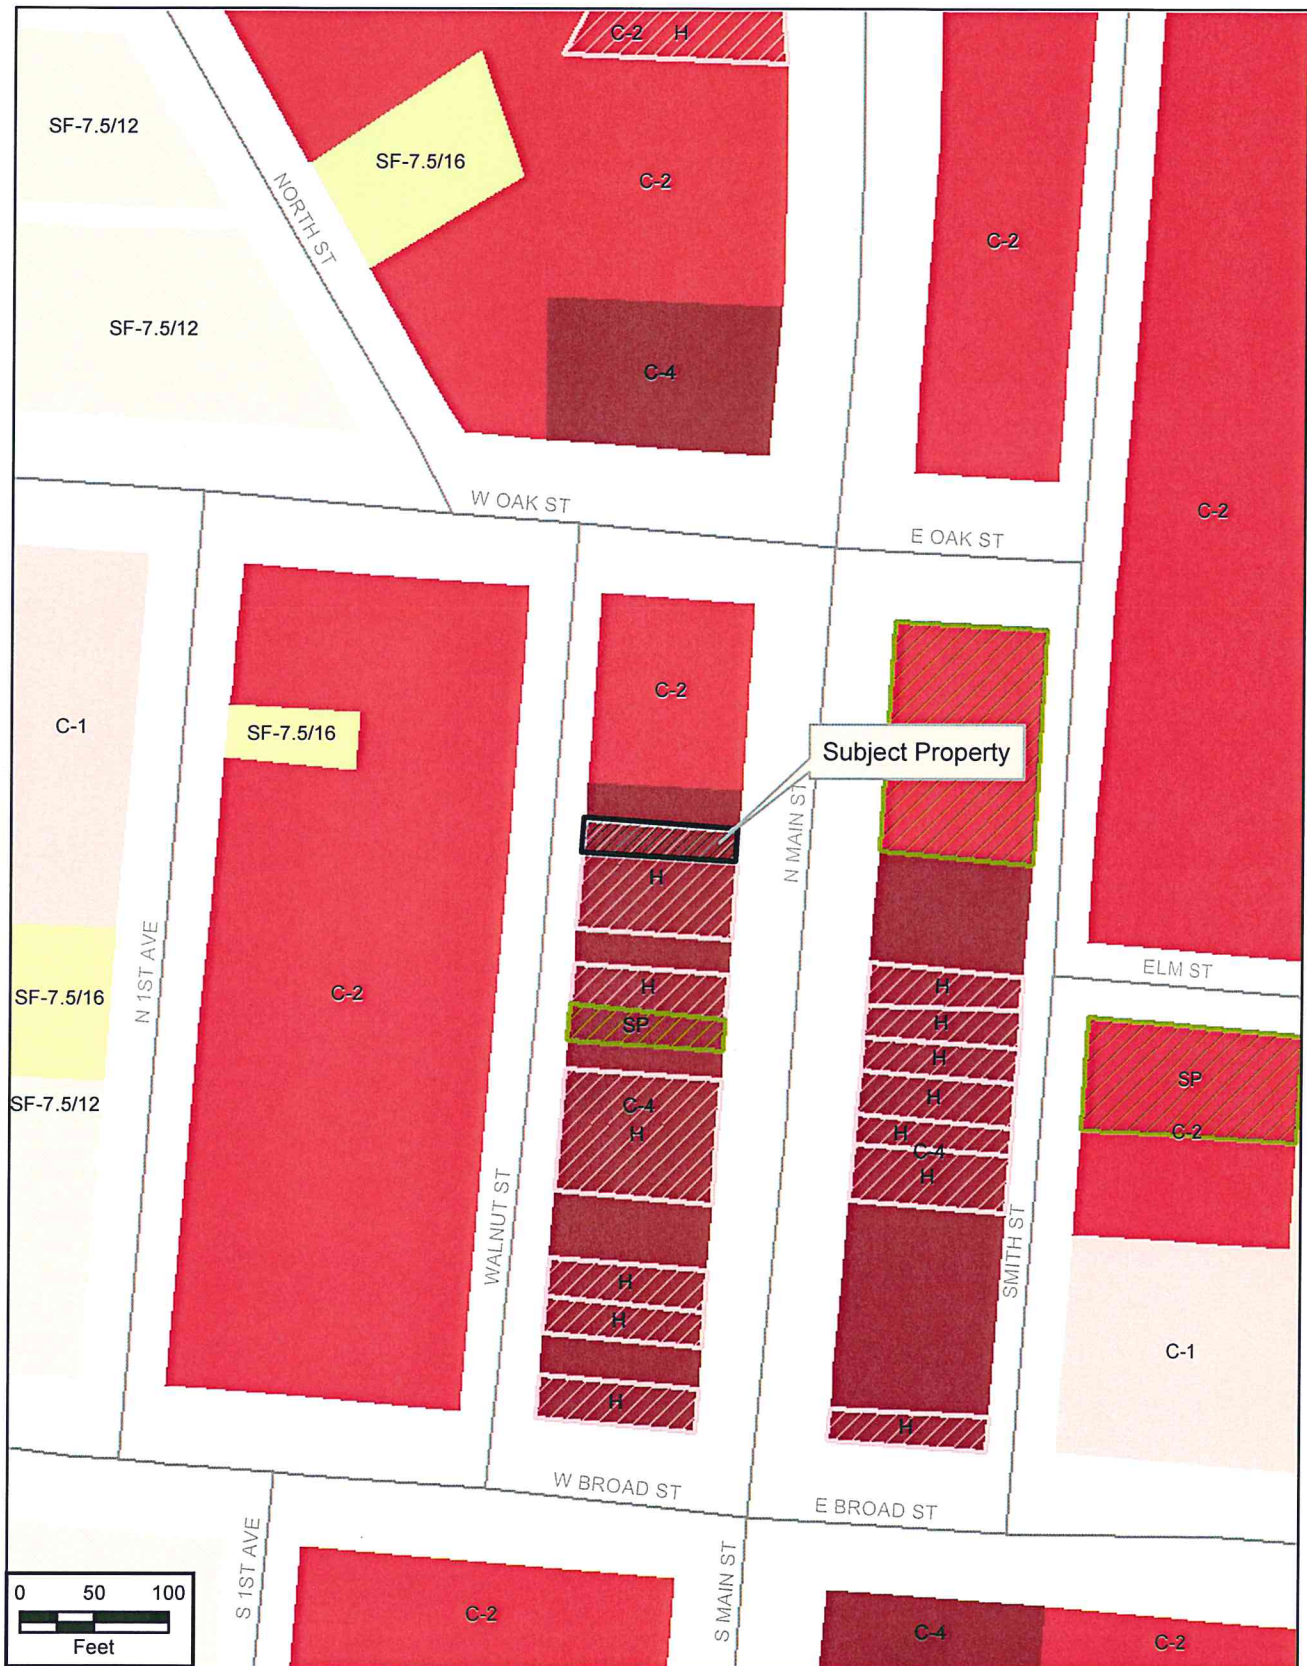 C-2 H
SF-7.5/12
SF-7.5/16
C-2
NORTH ST
C-2
SF-7.5/12
C-4
W OAK ST
C-2
E OAK ST
C-2
C-1
SF-7.5/16
Subject Property
N MAIN ST
H
N 1ST AVE
C-2
SF-7.5/16
H
H
ELM ST
SP
H
H
SP
SF-7.5/12
C-4
H
H
H
C-2
C-4
H
WALNUT ST
SMITH ST
H
H
C-1
H
H
W BROAD ST
E BROAD ST
S 1ST AVE
S MAIN ST
0 50 100
Feet
C-2
C-4
C-2